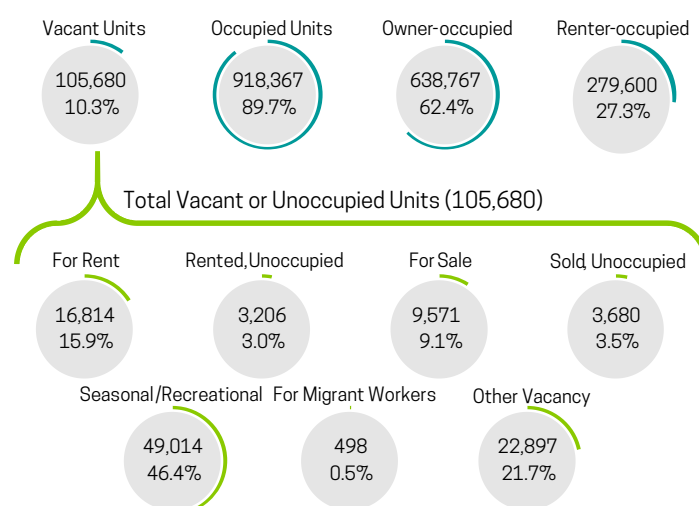 Vacant Units
Occupied Units
Owner-occupied
Renter-occupied
105,680
10.3%
918,367
89.7%
638,767
62.4%
279,600
27.3%
Total Vacant or Unoccupied Units (105,680)
For Rent
Rented, Unoccupied
For Sale
Sold, Unoccupied
16,814
15.9%
3,206
3.0%
9,571
9.1%
3,680
3.5%
Seasonal/Recreational
For Migrant Workers
Other Vacancy
49,014
46.4%
498
0.5%
22,897
21.7%